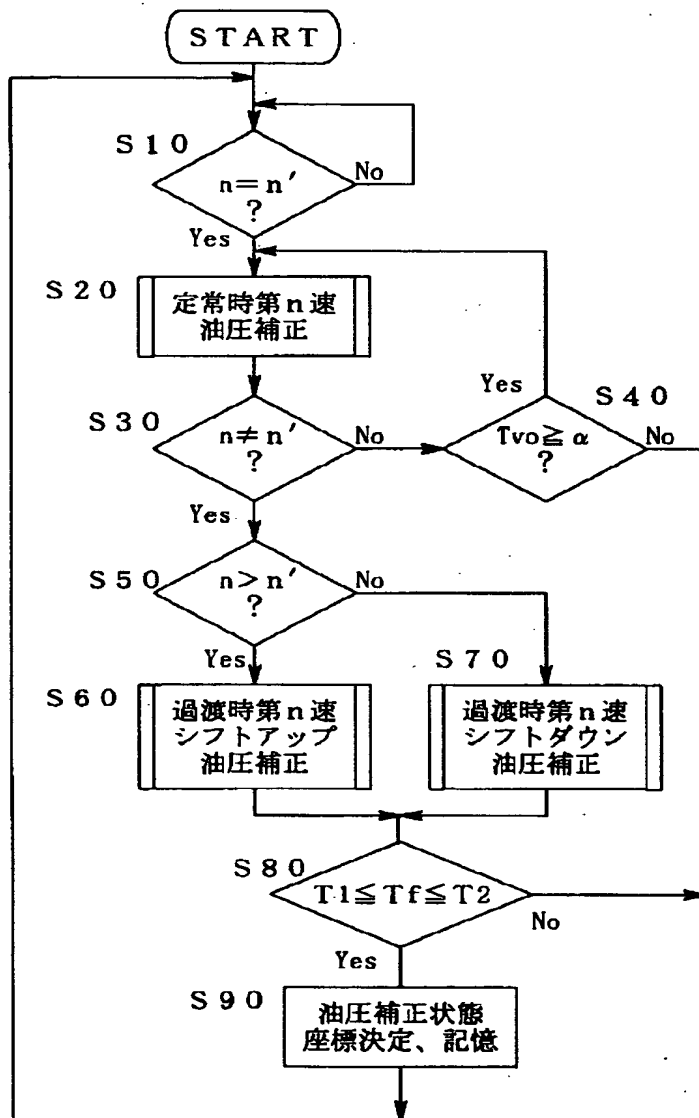 START
S10
n=n'
?
No
Yes
S20
定常時第n速
油圧補正
S30
n≠n'
?
No
Yes
Yes
S40
Tvo≧α
?
No
S50
n>n'
?
No
Yes
S60
過渡時第n速
シフトアップ
油圧補正
S70
過渡時第n速
シフトダウン
油圧補正
S80
T1≦Tf≦T2
No
Yes
S90
油圧補正状態
座標決定、記憶